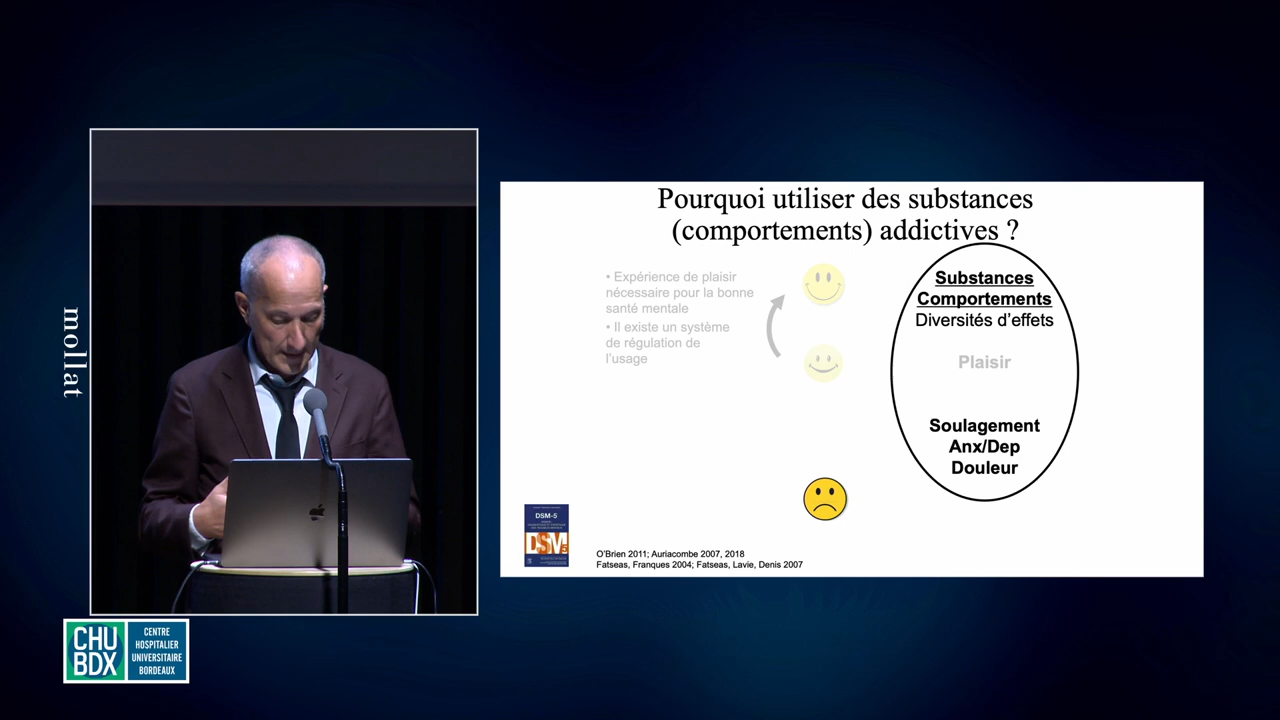 mollat
CHU
BDX
CENTRE
HOSPITALIER
UNIVERSITAIRE
BORDEAUX
Pourquoi utiliser des substances
(comportements) addictives ?
• Expérience de plaisir
nécessaire pour la bonne
santé mentale
• Il existe un système
de régulation de
l’usage
Substances
Comportements
Diversités d’effets
Plaisir
Soulagement
Anx/Dep
Douleur
DSM-5
DSM
5
O’Brien 2011; Auriacombe 2007, 2018
Fatseas, Franques 2004; Fatseas, Lavie, Denis 2007